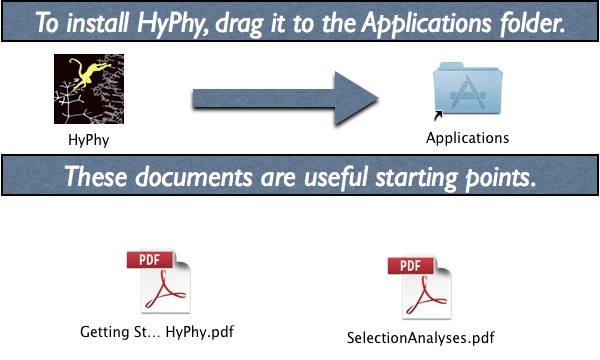 To install HyPhy, drag it to the Applications folder.
HyPhy
Applications
These documents are useful starting points.
PDF
PDF
Getting St... HyPhy.pdf
SelectionAnalyses.pdf